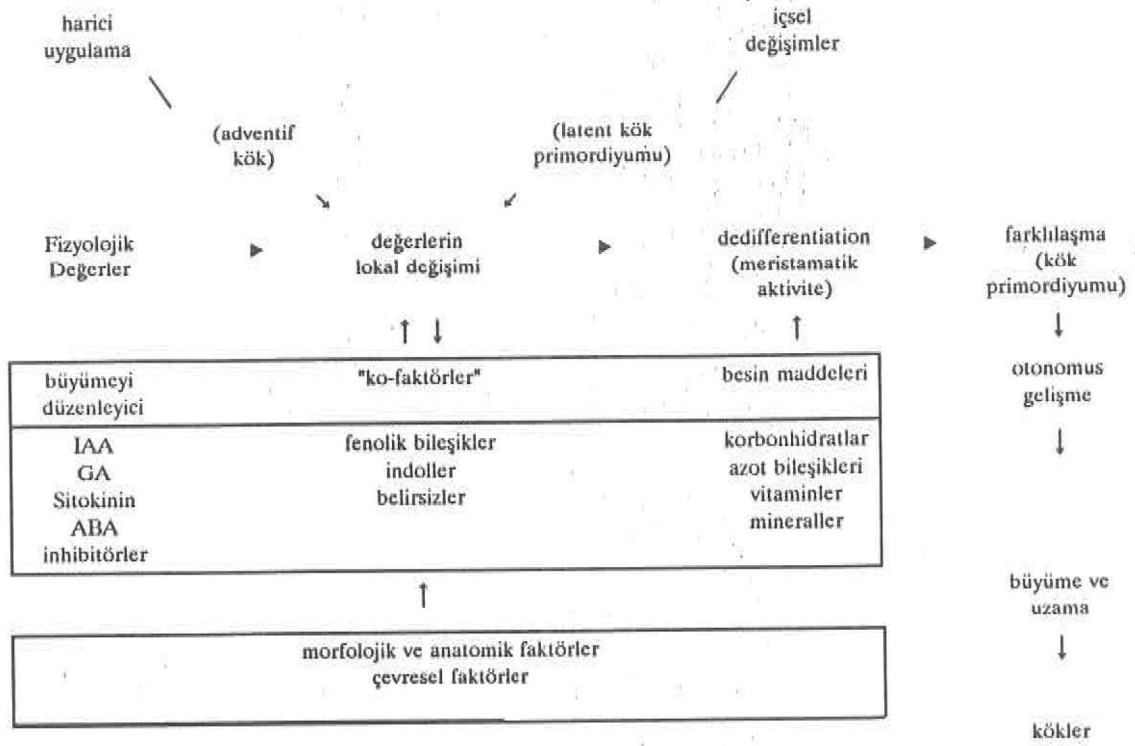 harici
uygulama
içsel
değişimler
(adventif
kök)
(latent kök
primordiyumu)
Fizyolojik
Değerler
değerlerin
lokal değişimi
dedifferentiation
(meristamatik
aktivite)
farklılaşma
(kök
primordiyumu)
büyümeyi
düzenleyici
"ko-faktörler"
besin maddeleri
otonomus
gelişme
IAA
GA
Sitokinin
ABA
inhibitörler
fenolik bileşikler
indoller
belirsizler
korbonhidratlar
azot bileşikleri
vitaminler
mineraller
büyüme ve
uzama
morfolojik ve anatomik faktörler
çevresel faktörler
kökler